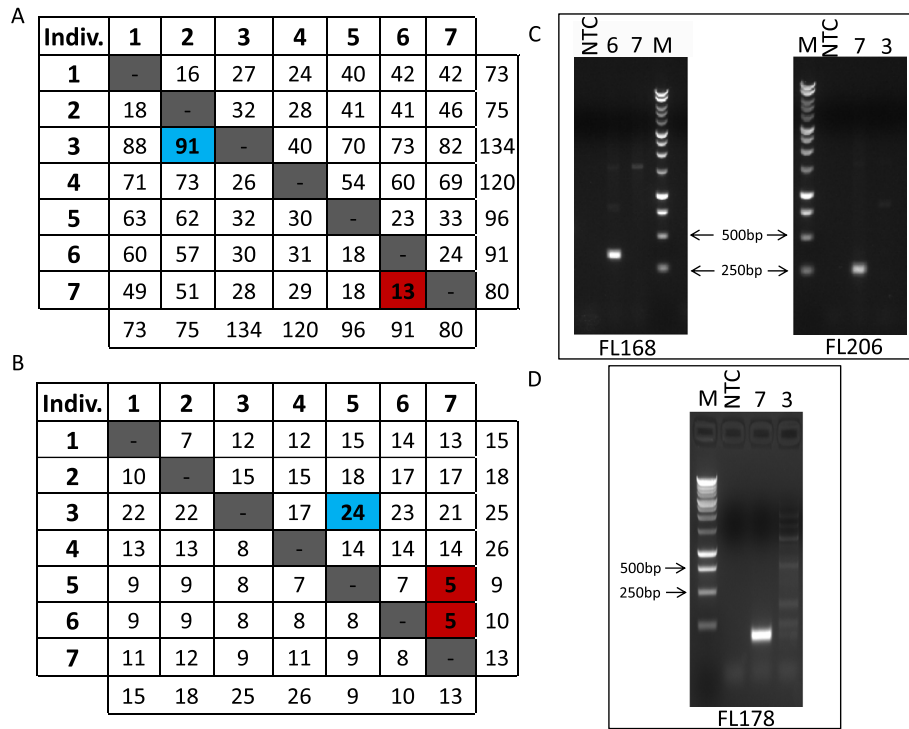 A
Indiv. 1 2 3 4 5 6 7
1 - 16 27 24 40 42 42 73
2 18 - 32 28 41 41 46 75
3 88 91 - 40 70 73 82 134
4 71 73 26 - 54 60 69 120
5 63 62 32 30 - 23 33 96
6 60 57 30 31 18 - 24 91
7 49 51 28 29 18 13 - 80
73 75 134 120 96 91 80
B
Indiv. 1 2 3 4 5 6 7
1 - 7 12 12 15 14 13 15
2 10 - 15 15 18 17 17 18
3 22 22 - 17 24 23 21 25
4 13 13 8 - 14 14 14 26
5 9 9 8 7 - 7 5 9
6 9 9 8 8 8 - 5 10
7 11 12 9 11 9 8 - 13
15 18 25 26 9 10 13
C
NTC 6 7 M
M NTC 7 3
500bp
250bp
FL168
FL206
D
M NTC 7 3
500bp
250bp
FL178